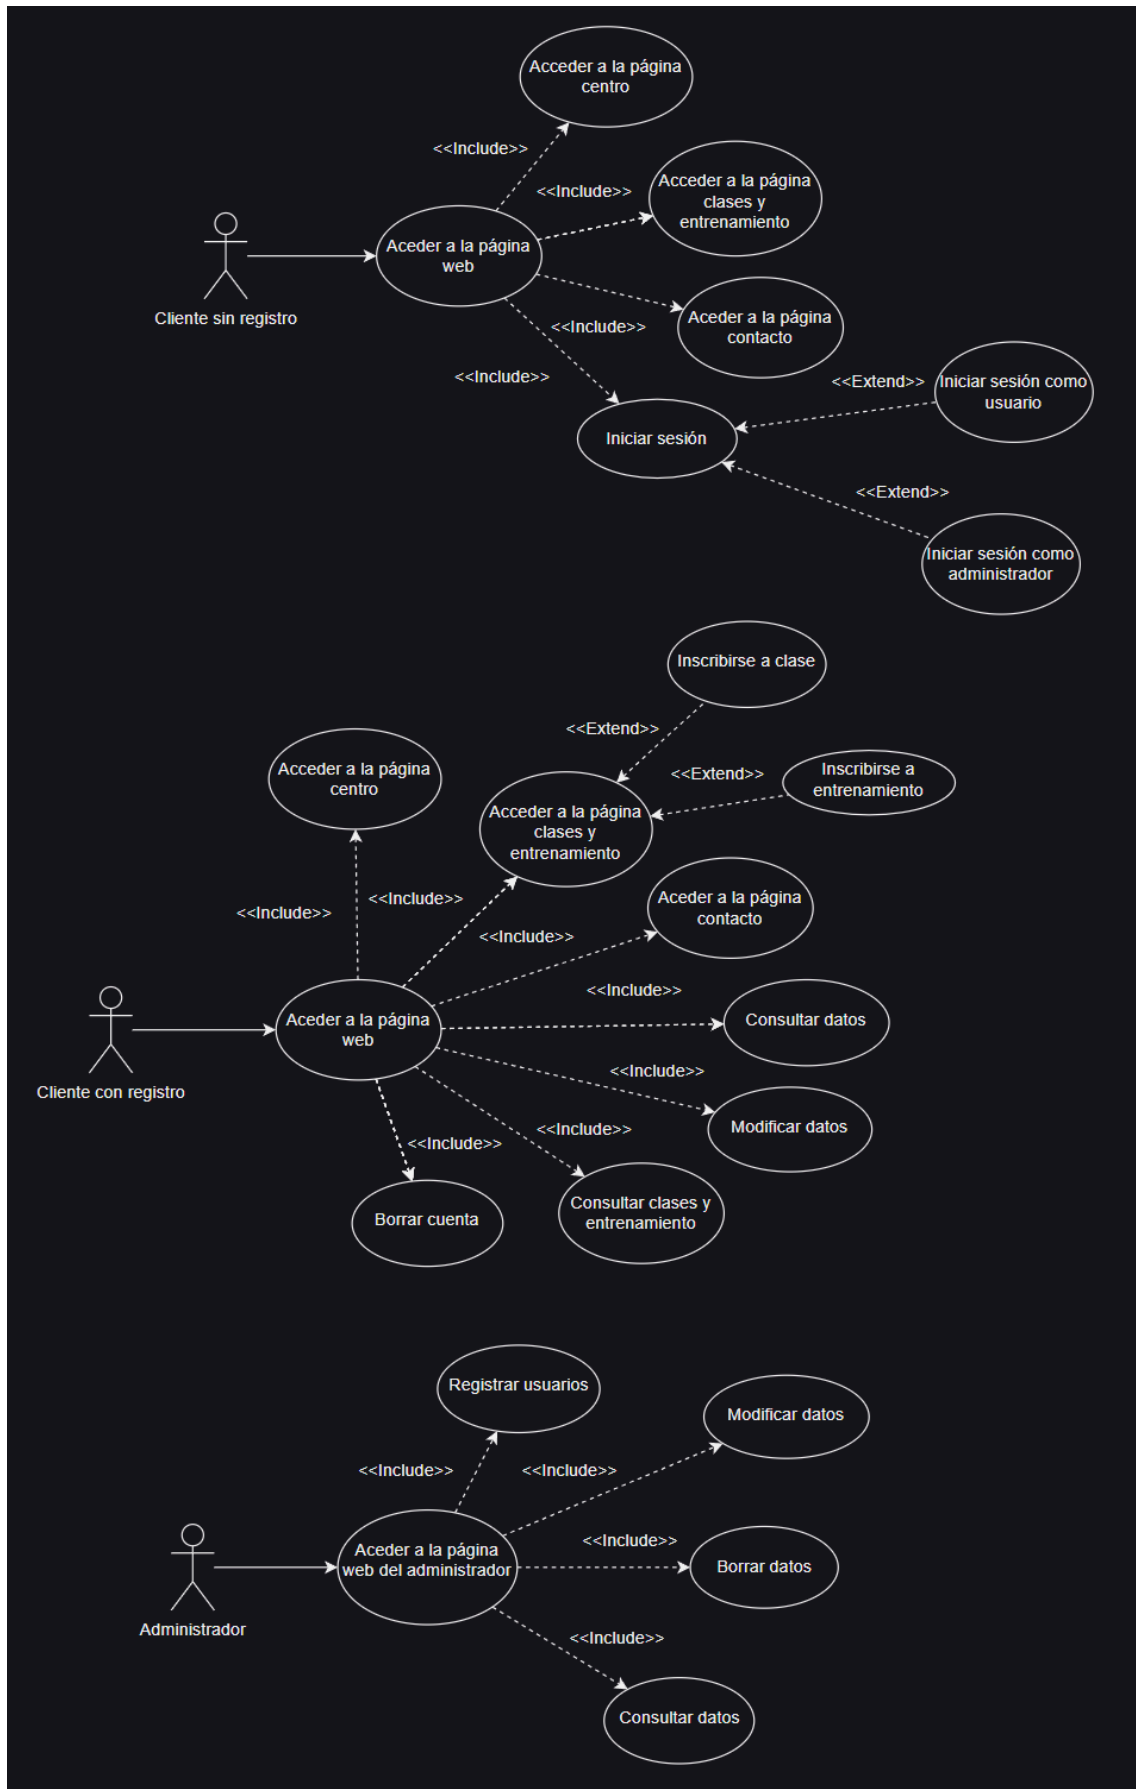 Acceder a la página
centro
<<Include>>
Acceder a la página
clases y
entrenamiento
<<Include>>
Aceder a la página
web
Cliente sin registro
Aceder a la página
contacto
<<Include>>
<<Include>>
Iniciar sesión como
usuario
<<Extend>>
Iniciar sesión
<<Extend>>
Iniciar sesión como
administrador
Inscribirse a clase
<<Extend>>
Acceder a la página
centro
<<Extend>>
Inscribirse a
entrenamiento
Acceder a la página
clases y
entrenamiento
<<Include>>
<<Include>>
Aceder a la página
contacto
<<Include>>
<<Include>>
Aceder a la página
web
Consultar datos
<<Include>>
Cliente con registro
Modificar datos
<<Include>>
<<Include>>
Consultar clases y
entrenamiento
Borrar cuenta
Registrar usuarios
Modificar datos
<<Include>>
<<Include>>
<<Include>>
Aceder a la página
web del administrador
Borrar datos
Administrador
<<Include>>
Consultar datos